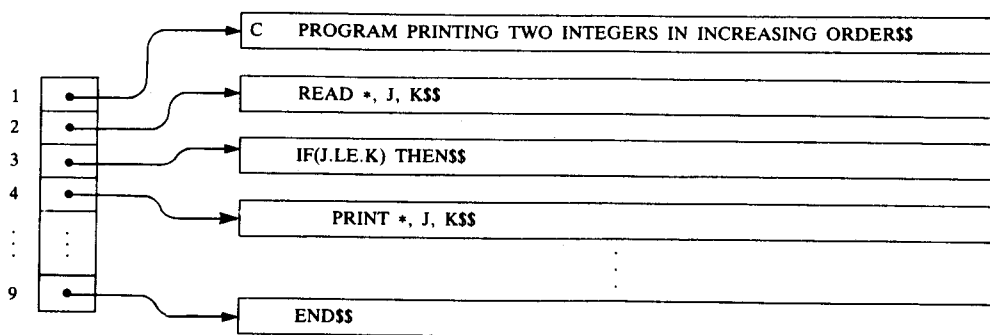 C PROGRAM PRINTING TWO INTEGERS IN INCREASING ORDER$$
1
READ *, J, K$$
2
3 IF(J.LE.K) THEN$$
4
PRINT *, J, K$$
9
END$$